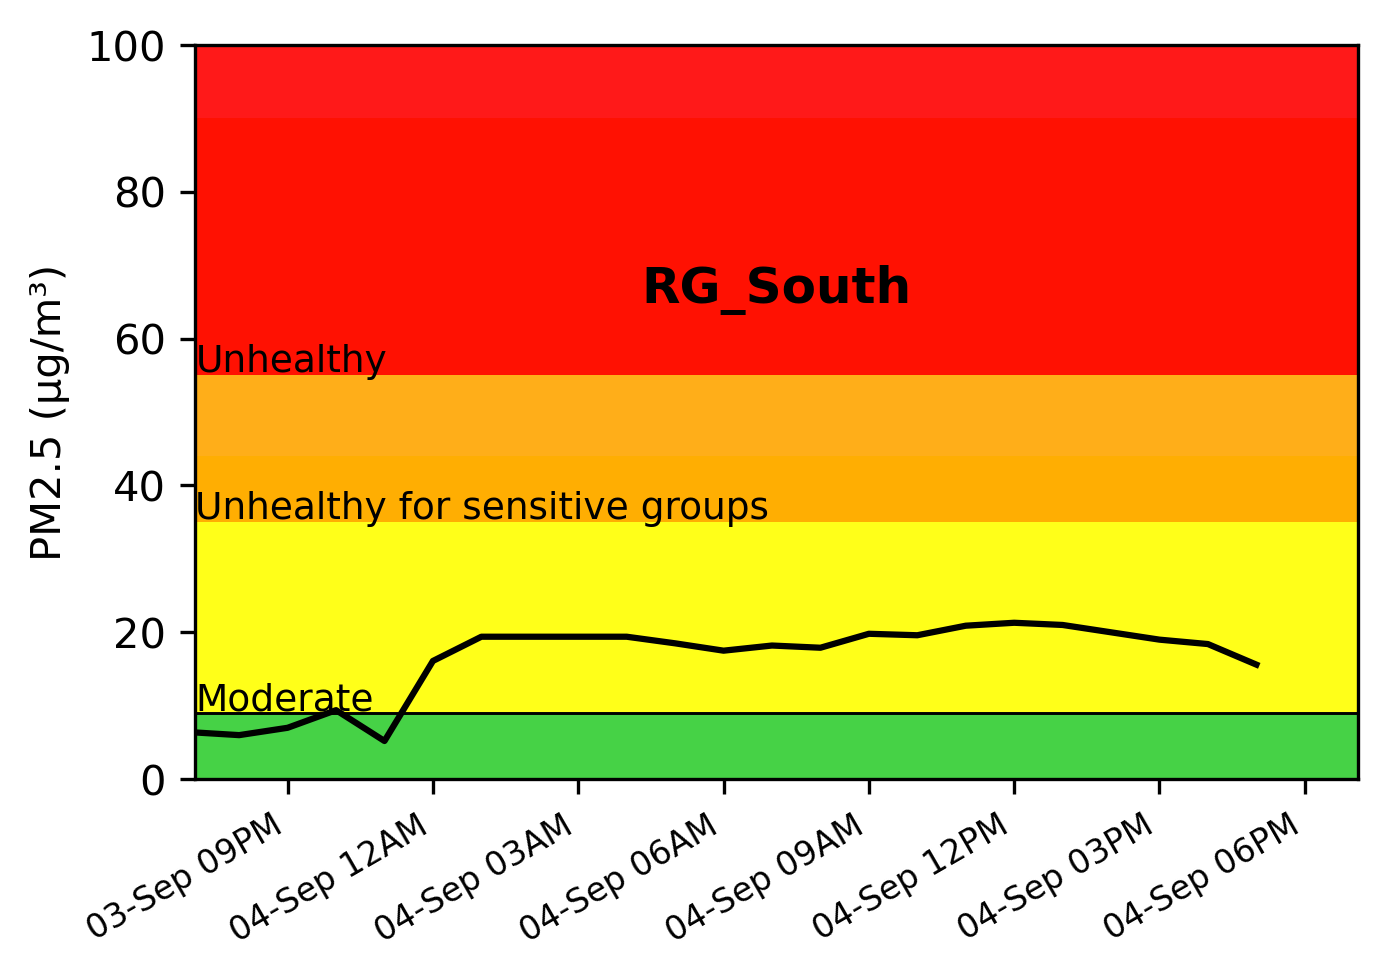 100
80
60
40
20
0
PM2.5 (µg/m³)
RG_South
Unhealthy
Unhealthy for sensitive groups
Moderate
03-Sep 09PM
04-Sep 12AM
04-Sep 03AM
04-Sep 06AM
04-Sep 09AM
04-Sep 12PM
04-Sep 03PM
04-Sep 06PM